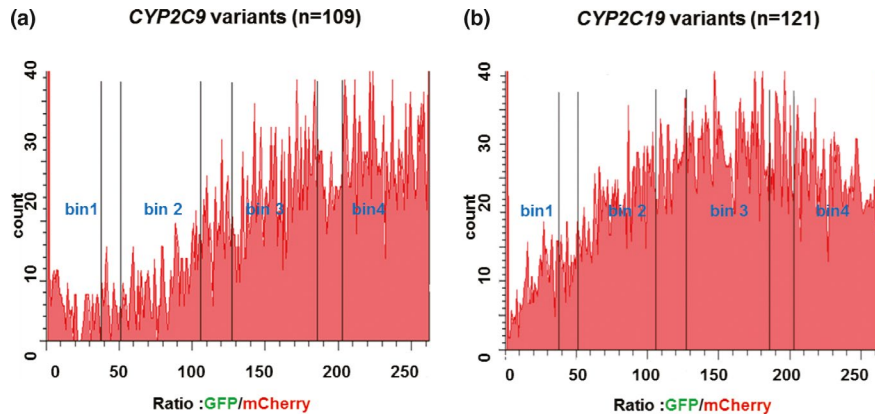 (a) CYP2C9 variants (n=109)
40
30
20
10
0
count
bin1 bin 2 bin 3 bin4
0 50 100 150 200 250
Ratio :GFP/mCherry
(b) CYP2C19 variants (n=121)
40
30
20
10
0
count
bin1 bin 2 bin 3 bin4
0 50 100 150 200 250
Ratio :GFP/mCherry